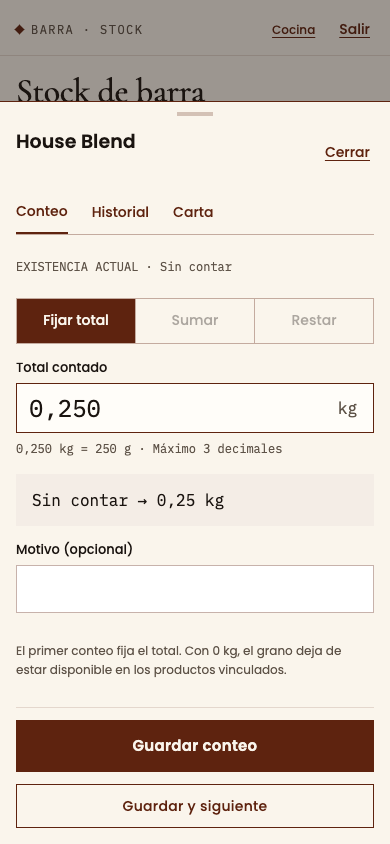 BARRA · STOCK
Cocina
Salir
Stock de barra
House Blend
Cerrar
Conteo
Historial
Carta
EXISTENCIA ACTUAL · Sin contar
Fijar total
Sumar
Restar
Total contado
0,250
kg
0,250 kg = 250 g · Máximo 3 decimales
Sin contar → 0,25 kg
Motivo (opcional)
El primer conteo fija el total. Con 0 kg, el grano deja de
estar disponible en los productos vinculados.
Guardar conteo
Guardar y siguiente